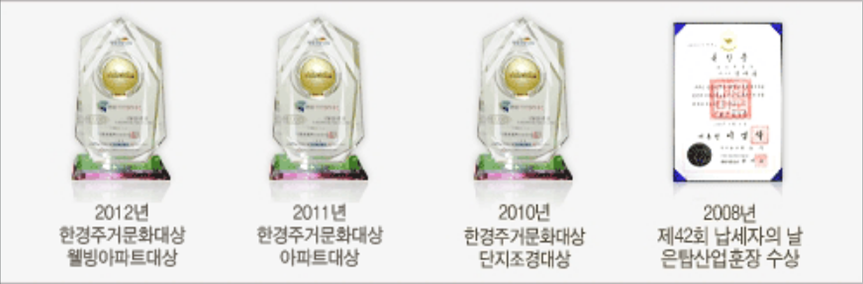 2012년
한경주거문화대상
웰빙아파트대상
2011년
한경주거문화대상
아파트대상
2010년
한경주거문화대상
단지조경대상
2008년
제42회 납세자의 날
은탑산업훈장 수상